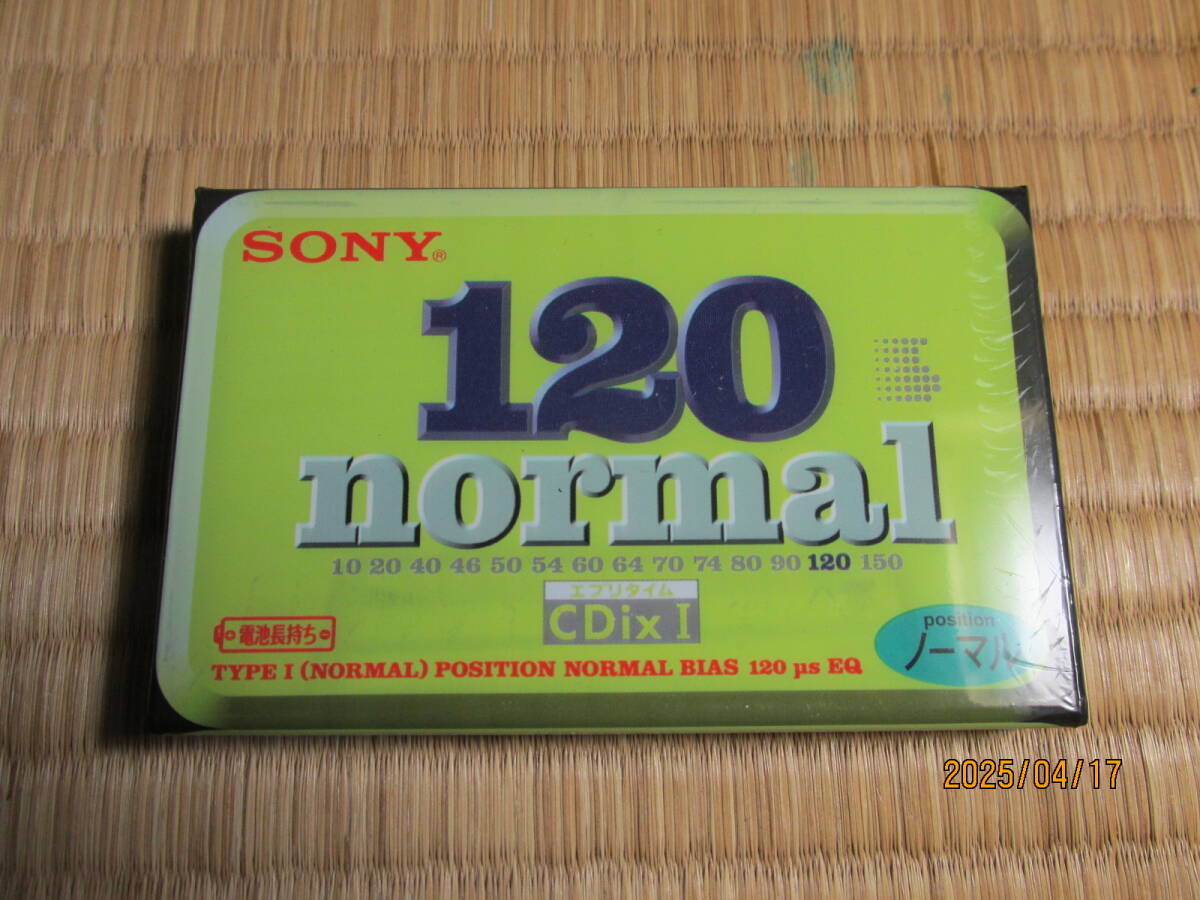 SONY®
120
normal
10 20 40 46 50 54 60 64 70 74 80 90 120 150
エブリタイム
CDix I
電池長持ち
TYPE I (NORMAL) POSITION NORMAL BIAS 120 µs EQ
position
ノーマル
2025/04/17